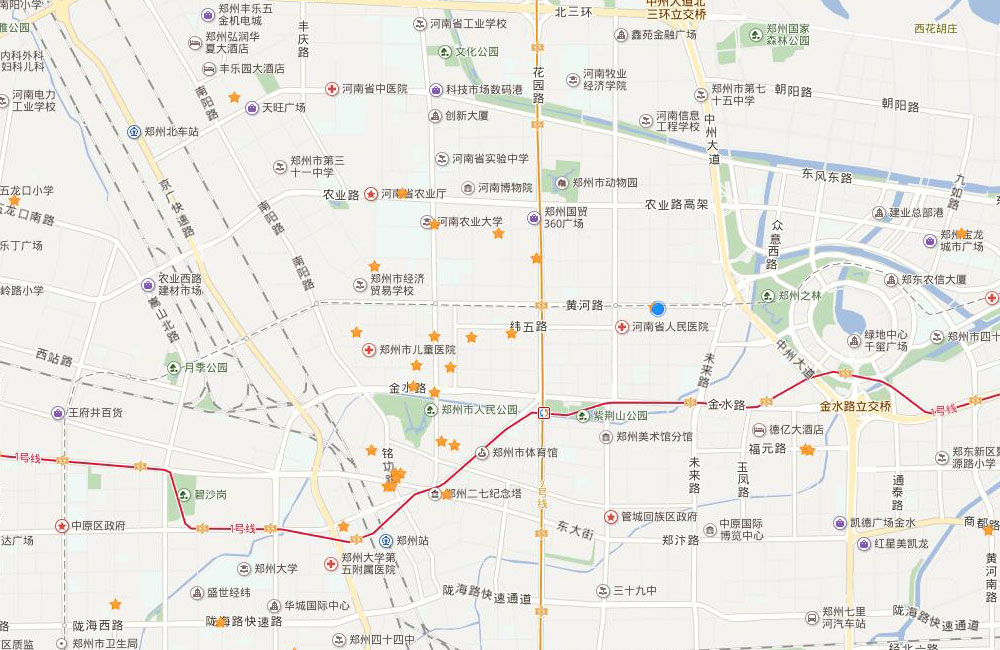 南阳小学
雅公园
内科外科
妇科儿科
河南电力
工业学校
郑州丰乐五
金机电城
郑州弘润华
夏大酒店
丰乐园大酒店
丰庆路
南阳路
天旺广场
郑州北车站
河南省中医院
河南省工业学校
文化公园
科技市场数码港
创新大厦
北三环
花园路
中州大道北
三环立交桥
鑫苑金融广场
郑州国家
森林公园
西花胡庄
河南牧业
经济学院
郑州市第七
十五中学
朝阳路
朝阳路
河南信息
工程学校
中州大道
郑州市第三
十一中学
河南省实验中学
河南博物院
郑州市动物园
东风东路
九如路
五龙口小学
五龙口南路
京广快速路
农业路
河南省农业厅
南阳路
河南农业大学
郑州国贸
360广场
农业路高架
众意西路
建业总部港
郑州宝龙
城市广场
乐丁广场
岭路小学
农业西路
建材市场
嵩山北路
南阳路
郑州市经济
贸易学校
黄河路
纬五路
河南省人民医院
郑州之林
郑东农信大厦
绿地中心
千玺广场
郑州市四十
西站路
月季公园
郑州市儿童医院
未来路
中州大道
金水路
郑州市人民公园
紫荆山公园
金水路
金水路立交桥
1号线
王府井百货
郑州美术馆分馆
德亿大酒店
福元路
1号线
铭功路
郑州市体育馆
未来路
玉凤路
郑东新区
源路小学
碧沙岗
郑州二七纪念塔
号线
通泰路
中原区政府
1号线
东大街
管城回族区政府
中原国际
博览中心
凯德广场金水
商都路
达广场
郑州站
郑汴路
红星美凯龙
郑州大学
郑州大学第
五附属医院
黄河南路
盛世经纬
华城国际中心
陇海路快速通道
三十九中
郑州七里
河汽车站
陇海路快速通道
陇海西路
陇海路快速路
区质监
郑州市卫生局
郑州四十四中
经北六路